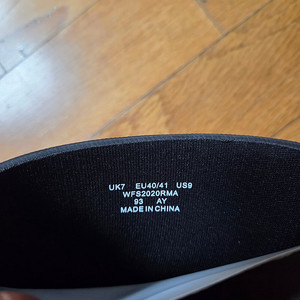 UK7 EU40/41 US9
WFS2020RMA
93 AY
MADE IN CHINA